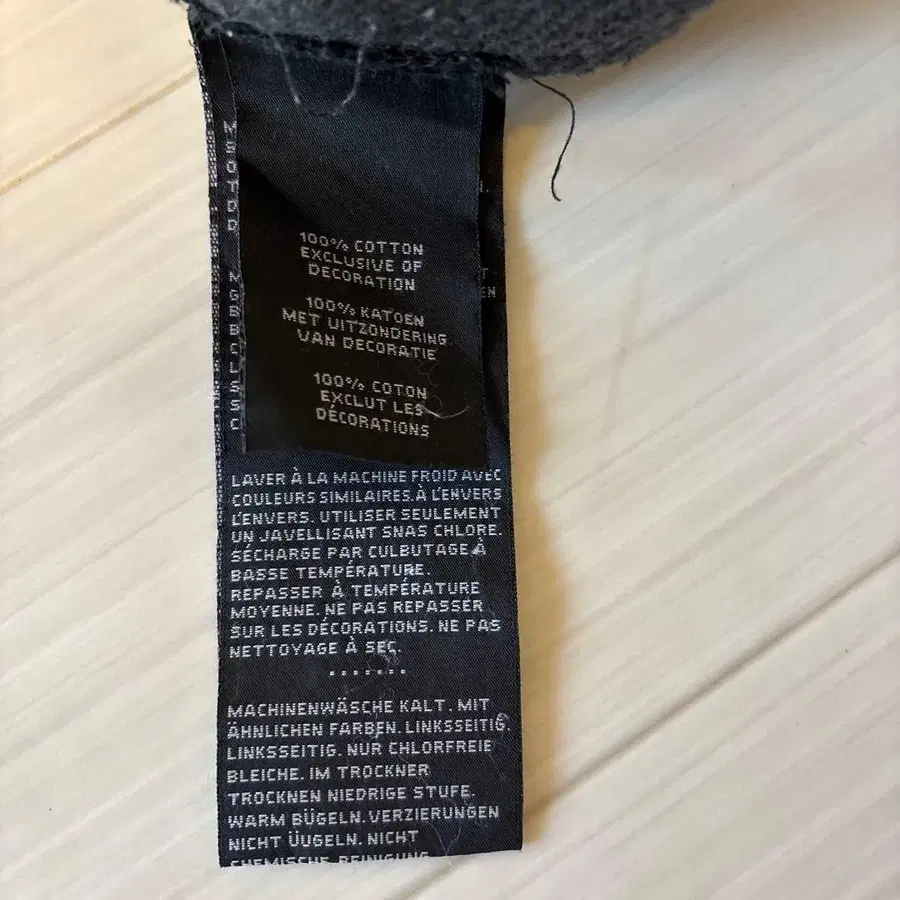 100% COTTON
EXCLUSIVE OF
DECORATION
100% KATOEN
MET UITZONDERING
VAN DECORATIE
100% COTON
EXCLUT LES
DÉCORATIONS
LAVER À LA MACHINE FROID AVEC
COULEURS SIMILAIRES.À L'ENVERS
L'ENVERS. UTILISER SEULEMENT
UN JAVELLISANT SNAS CHLORE.
SÉCHARGE PAR CULBUTAGE À
BASSE TEMPÉRATURE.
REPASSER À TEMPÉRATURE
MOYENNE. NE PAS REPASSER
SUR LES DÉCORATIONS. NE PAS
NETTOYAGE À SEC.
.......
MACHINENWÄSCHE KALT. MIT
ÄHNLICHEN FARBEN. LINKSSEITIG.
LINKSSEITIG. NUR CHLORFREIE
BLEICHE. IM TROCKNER
TROCKNEN NIEDRIGE STUFE.
WARM BÜGELN. VERZIERUNGEN
NICHT ÜUGELN. NICHT
CHEMISCHE REINIGUNG